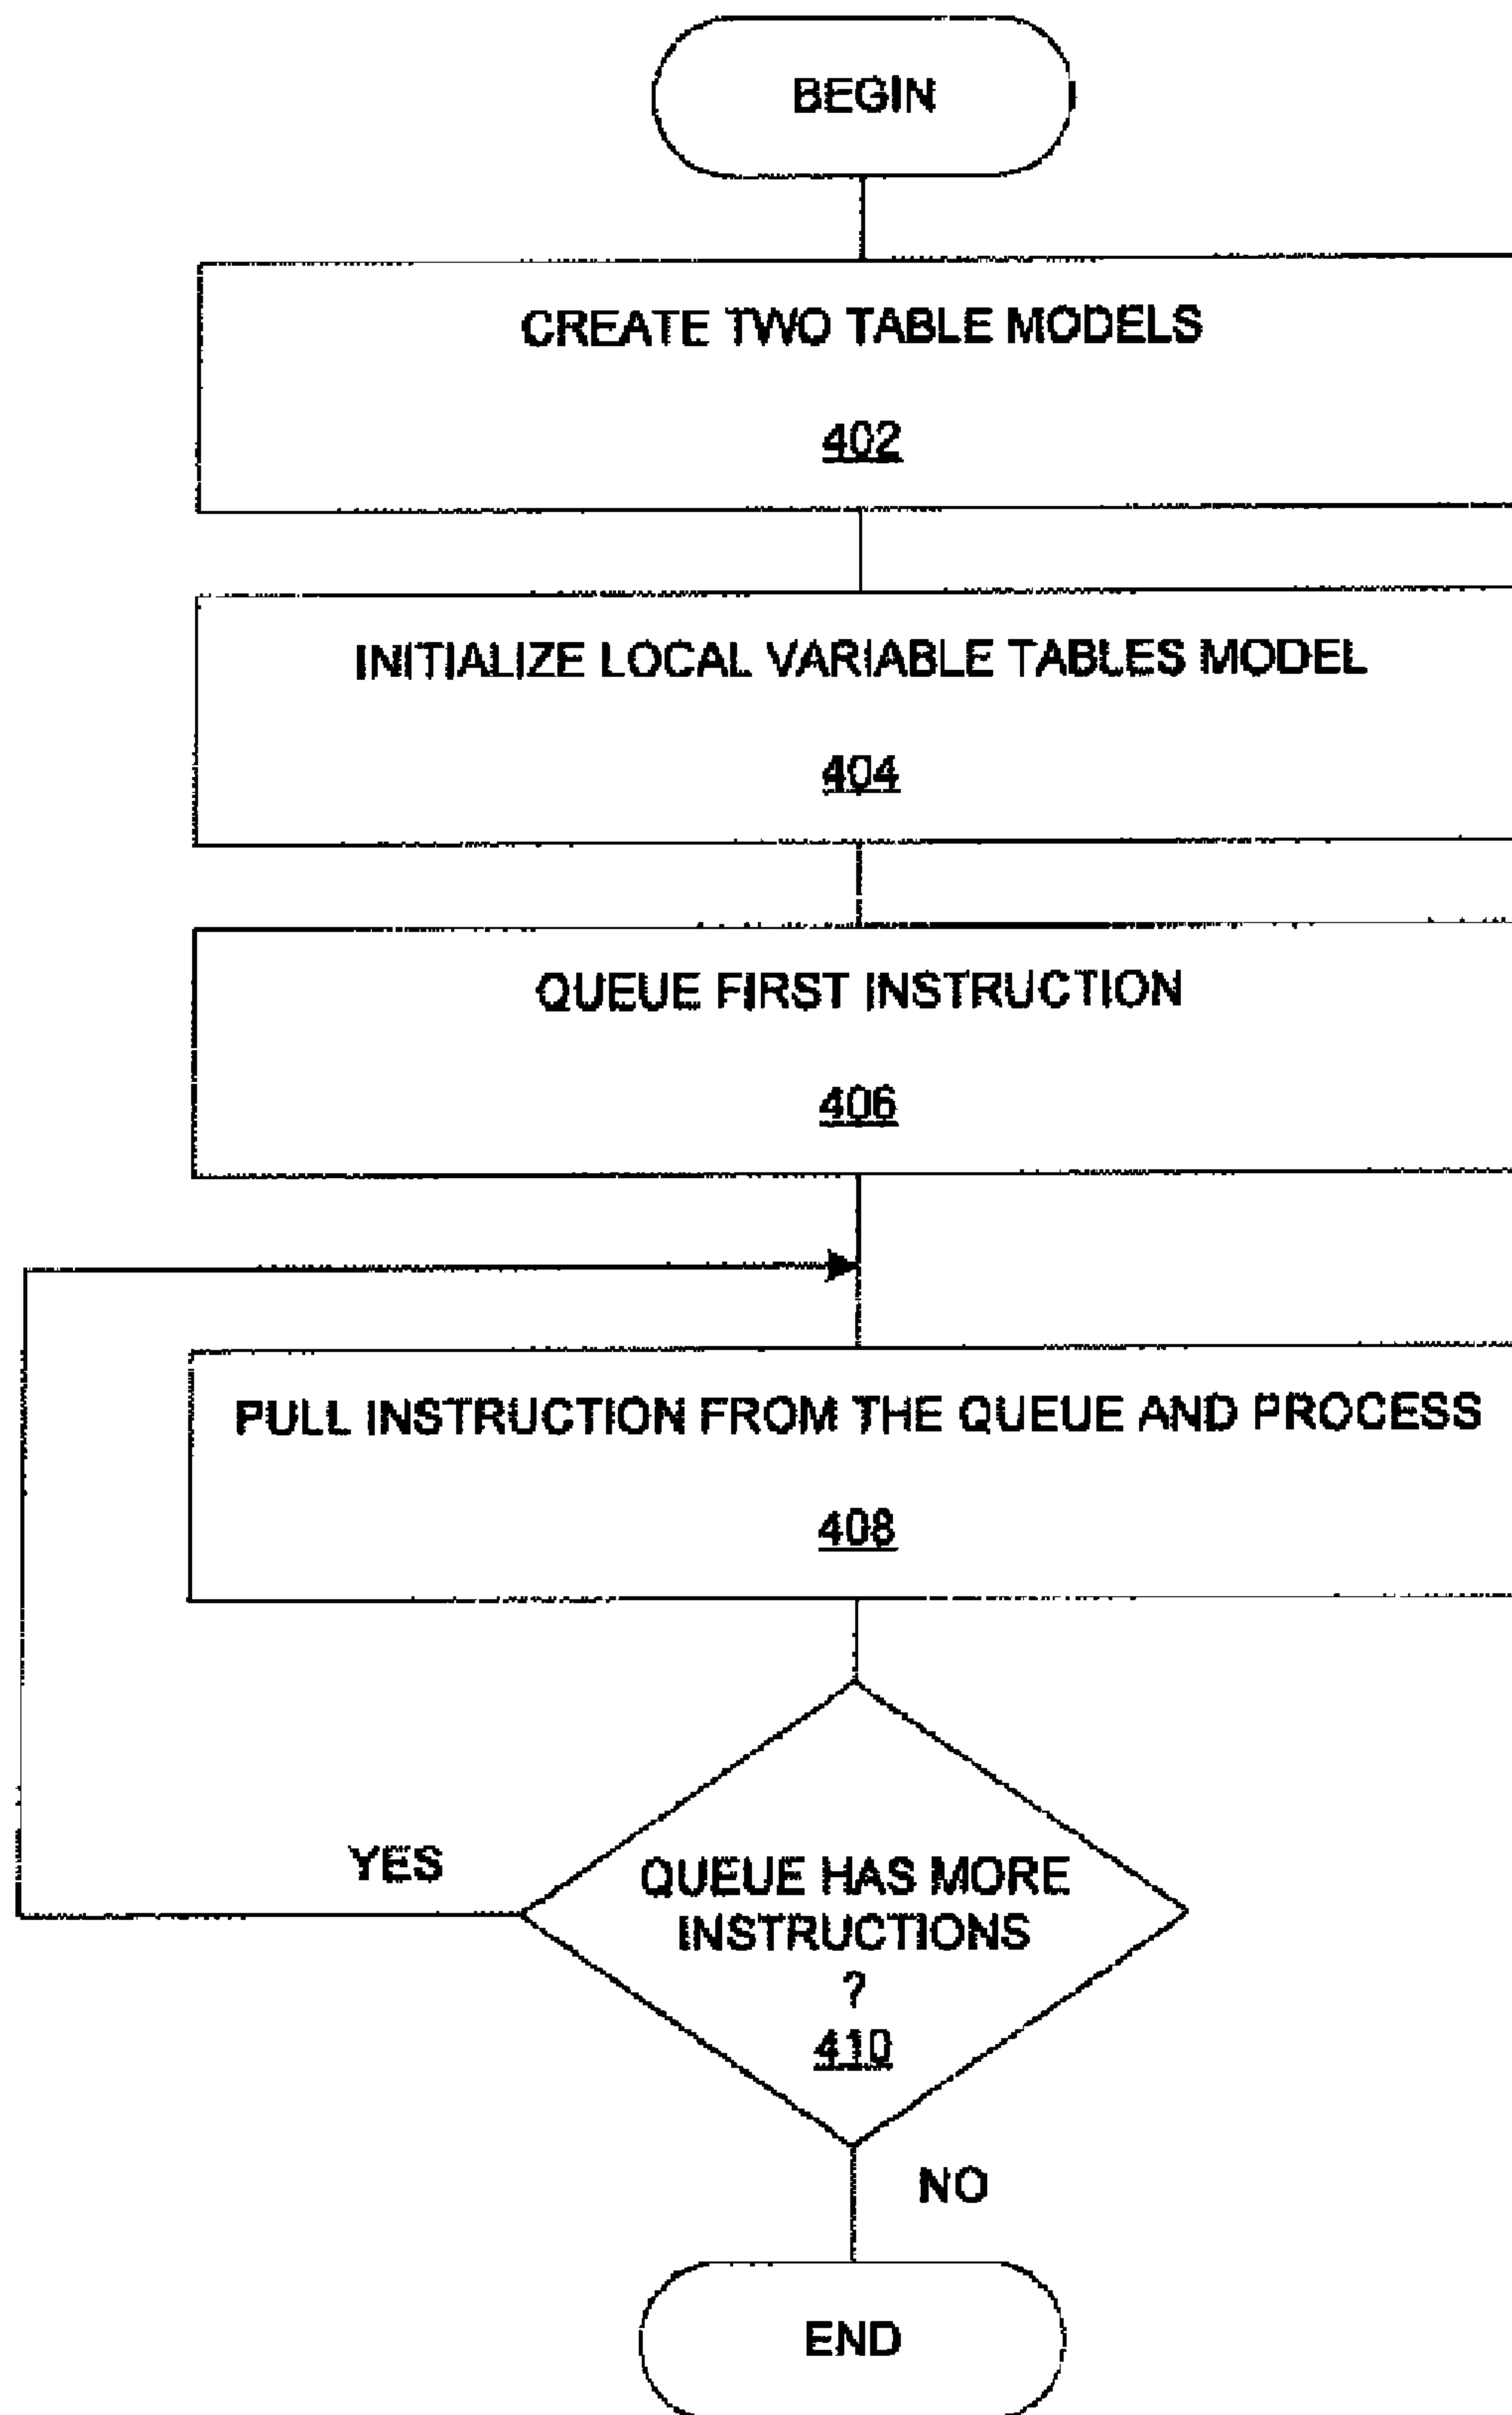 BEGIN
CREATE TWO TABLE MODELS
402
INITIALIZE LOCAL VARIABLE TABLES MODEL
404
QUEUE FIRST INSTRUCTION
406
PULL INSTRUCTION FROM THE QUEUE AND PROCESS
408
YES
QUEUE HAS MORE
INSTRUCTIONS
?
410
NO
END